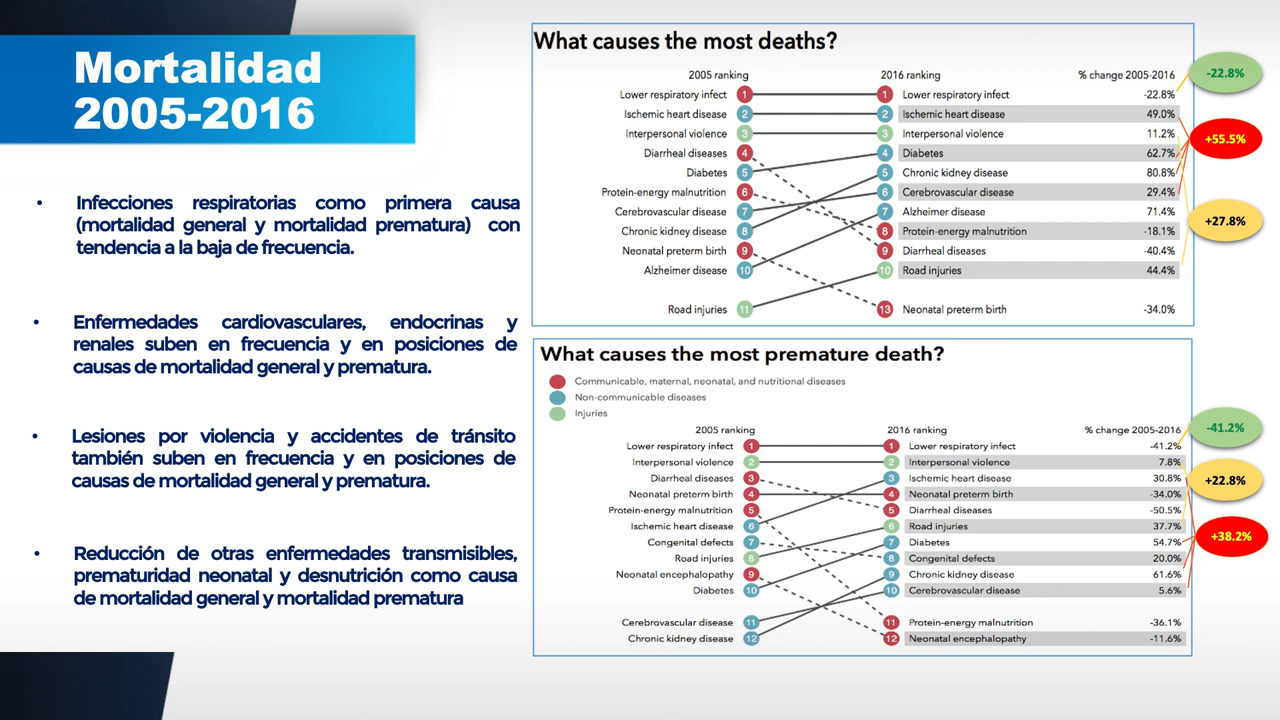 Mortalidad
2005-2016
• Infecciones respiratorias como primera causa
(mortalidad general y mortalidad prematura) con
tendencia a la baja de frecuencia.
• Enfermedades cardiovasculares, endocrinas y
renales suben en frecuencia y en posiciones de
causas de mortalidad general y prematura.
• Lesiones por violencia y accidentes de tránsito
también suben en frecuencia y en posiciones de
causas de mortalidad general y prematura.
• Reducción de otras enfermedades transmisibles,
prematuridad neonatal y desnutrición como causa
de mortalidad general y mortalidad prematura
What causes the most deaths?
2005 ranking 2016 ranking % change 2005-2016
Lower respiratory infect 1 1 Lower respiratory infect -22.8%
Ischemic heart disease 2 2 Ischemic heart disease 49.0%
Interpersonal violence 3 3 Interpersonal violence 11.2%
Diarrheal diseases 4 4 Diabetes 62.7%
Diabetes 5 5 Chronic kidney disease 80.8%
Protein-energy malnutrition 6 6 Cerebrovascular disease 29.4%
Cerebrovascular disease 7 7 Alzheimer disease 71.4%
Chronic kidney disease 8 8 Protein-energy malnutrition -18.1%
Neonatal preterm birth 9 9 Diarrheal diseases -40.4%
Alzheimer disease 10 10 Road injuries 44.4%
Road injuries 11 13 Neonatal preterm birth -34.0%
-22.8%
+55.5%
+27.8%
What causes the most premature death?
Communicable, maternal, neonatal, and nutritional diseases
Non-communicable diseases
Injuries
2005 ranking 2016 ranking % change 2005-2016
Lower respiratory infect 1 1 Lower respiratory infect -41.2%
Interpersonal violence 2 2 Interpersonal violence 7.8%
Diarrheal diseases 3 3 Ischemic heart disease 30.8%
Neonatal preterm birth 4 4 Neonatal preterm birth -34.0%
Protein-energy malnutrition 5 5 Diarrheal diseases -50.5%
Ischemic heart disease 6 6 Road injuries 37.7%
Congenital defects 7 7 Diabetes 54.7%
Road injuries 8 8 Congenital defects 20.0%
Neonatal encephalopathy 9 9 Chronic kidney disease 61.6%
Diabetes 10 10 Cerebrovascular disease 5.6%
Cerebrovascular disease 11 11 Protein-energy malnutrition -36.1%
Chronic kidney disease 12 12 Neonatal encephalopathy -11.6%
-41.2%
+22.8%
+38.2%